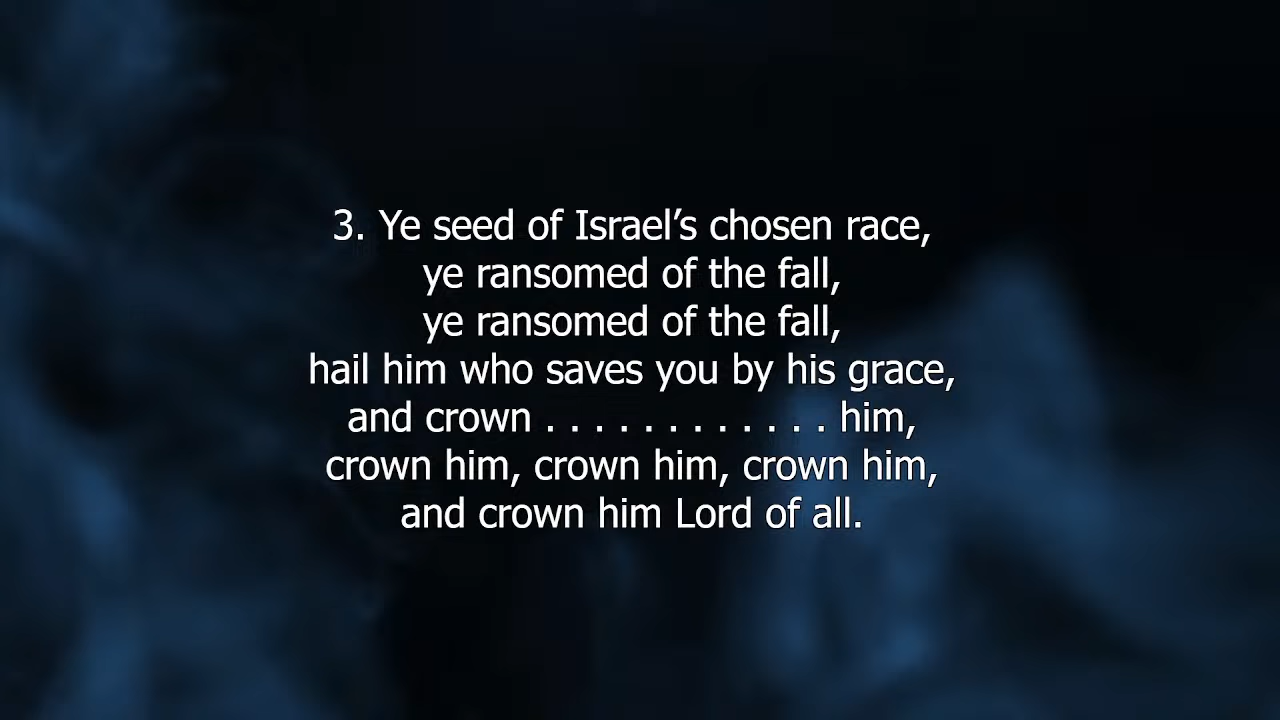 3. Ye seed of Israel’s chosen race,
ye ransomed of the fall,
ye ransomed of the fall,
hail him who saves you by his grace,
and crown . . . . . . . . . . . . him,
crown him, crown him, crown him,
and crown him Lord of all.